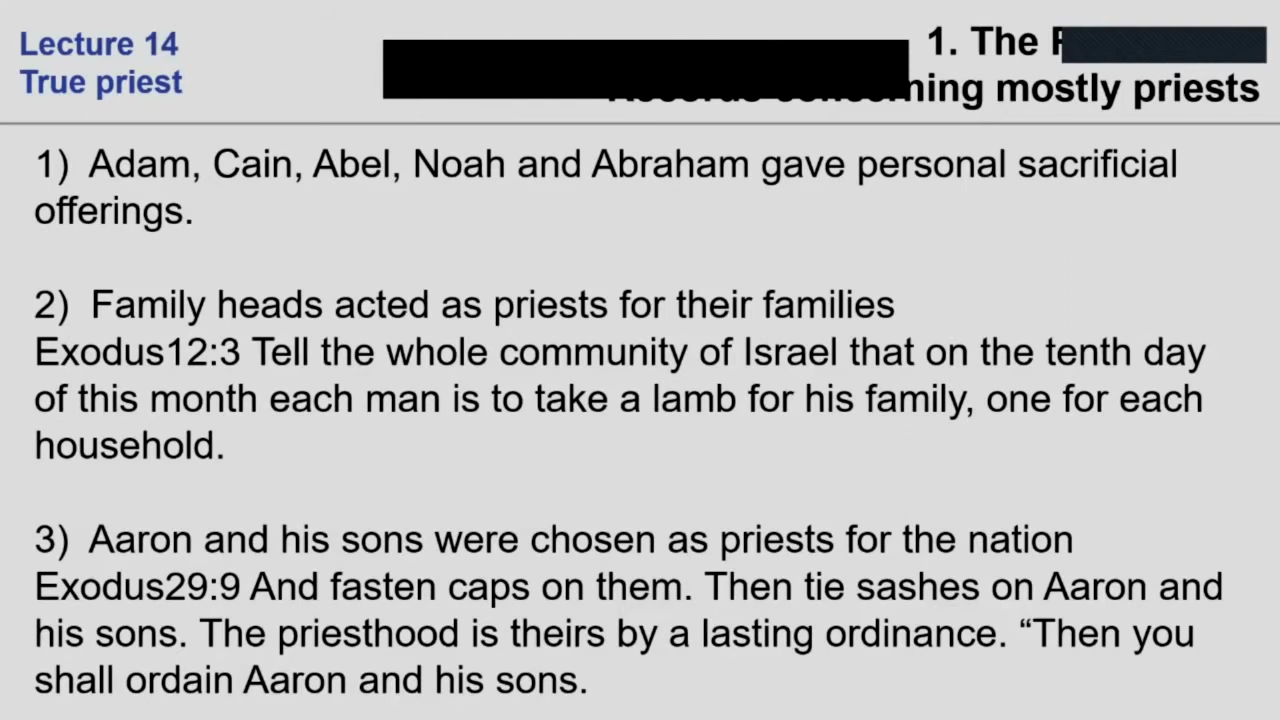 Lecture 14
True priest
1. The
mostly priests
1) Adam, Cain, Abel, Noah and Abraham gave personal sacrificial
offerings.
2) Family heads acted as priests for their families
Exodus12:3 Tell the whole community of Israel that on the tenth day
of this month each man is to take a lamb for his family, one for each
household.
3) Aaron and his sons were chosen as priests for the nation
Exodus29:9 And fasten caps on them. Then tie sashes on Aaron and
his sons. The priesthood is theirs by a lasting ordinance. “Then you
shall ordain Aaron and his sons.